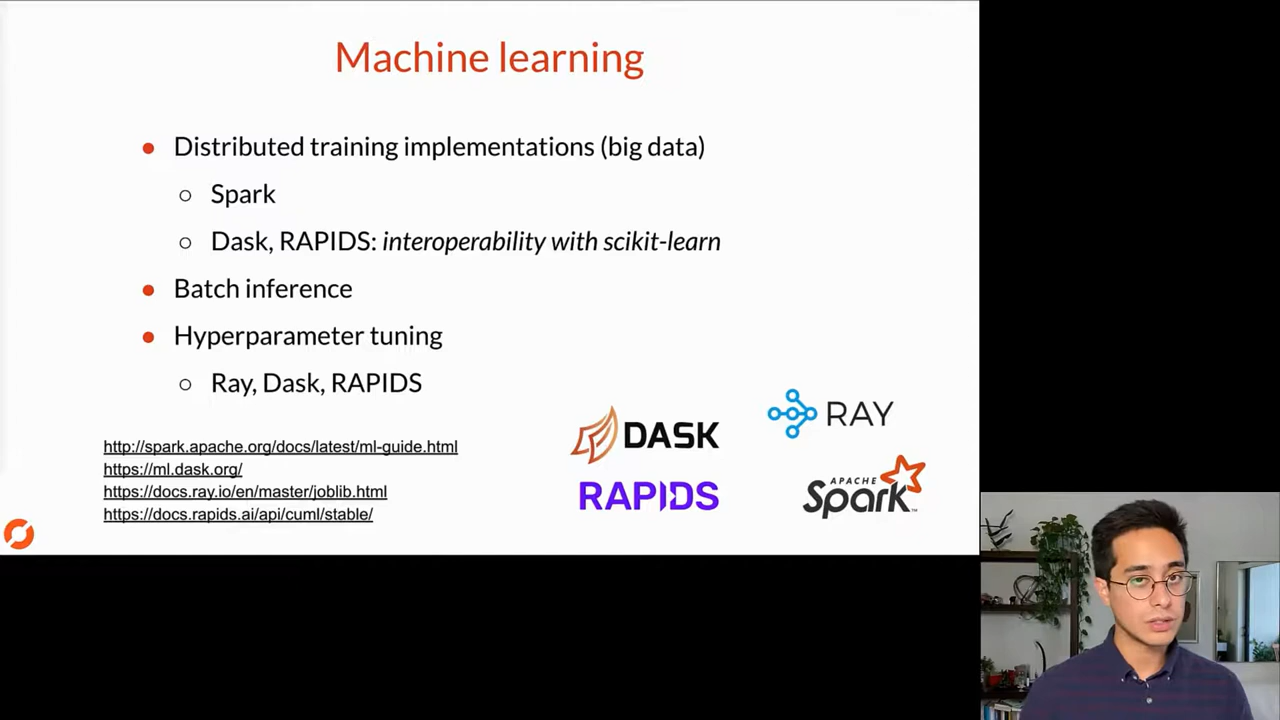 Machine learning
● Distributed training implementations (big data)
○ Spark
○ Dask, RAPIDS: interoperability with scikit-learn
● Batch inference
● Hyperparameter tuning
○ Ray, Dask, RAPIDS
http://spark.apache.org/docs/latest/ml-guide.html
https://ml.dask.org/
https://docs.ray.io/en/master/joblib.html
https://docs.rapids.ai/api/cuml/stable/
DASK
RAY
RAPIDS
APACHE
Spark™